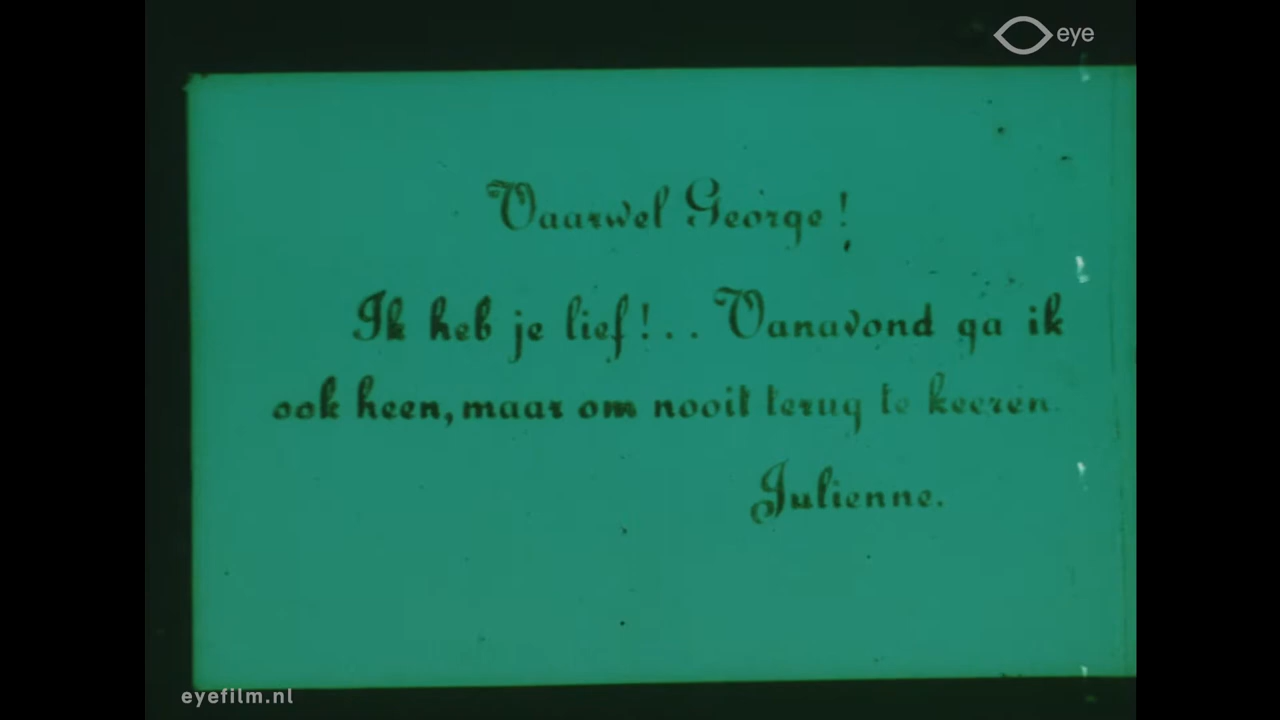 eye
Vaarwel George!
Ik heb je lief!.. Vanavond ga ik
ook heen, maar om nooit terug te keeren.
Julienne.
eyefilm.nl